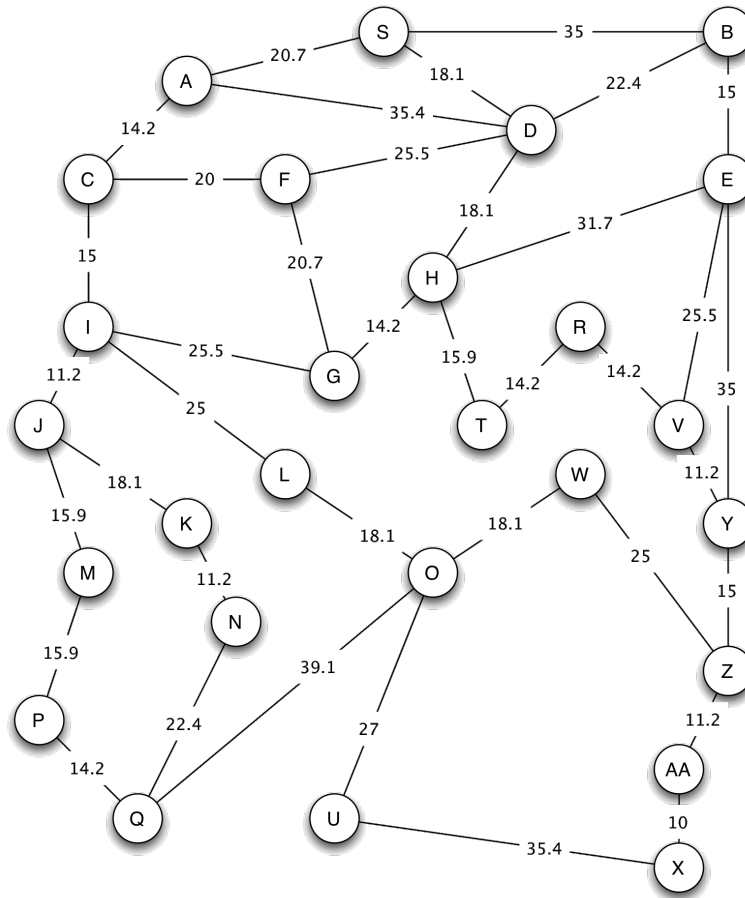 S
35
B
20.7
A
18.1
22.4
15
35.4
D
14.2
25.5
C
20
F
E
18.1
31.7
15
20.7
H
I
14.2
R
25.5
25.5
15.9
11.2
G
14.2
14.2
35
25
J
T
V
L
W
11.2
18.1
15.9
K
18.1
18.1
Y
25
M
11.2
O
15
N
15.9
39.1
Z
P
22.4
27
11.2
14.2
AA
Q
U
10
35.4
X